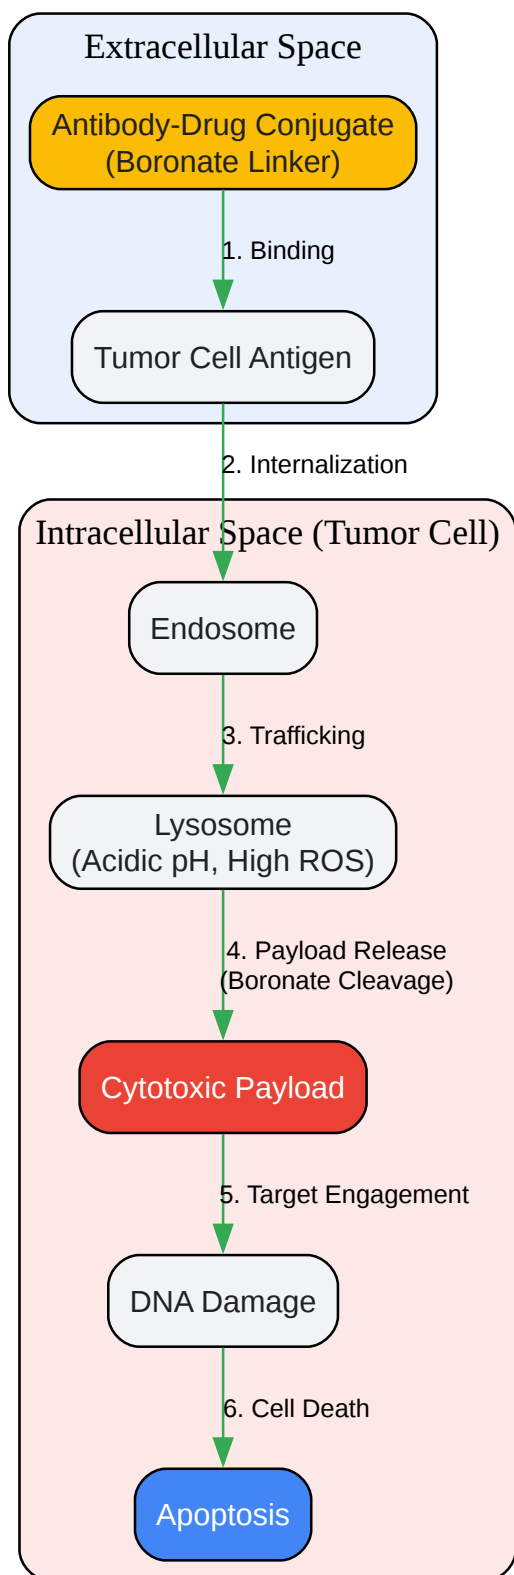 Extracellular Space
Antibody-Drug Conjugate
(Boronate Linker)
1. Binding
Tumor Cell Antigen
2. Internalization
Intracellular Space (Tumor Cell)
Endosome
3. Trafficking
Lysosome
(Acidic pH, High ROS)
4. Payload Release
(Boronate Cleavage)
Cytotoxic Payload
5. Target Engagement
DNA Damage
6. Cell Death
Apoptosis